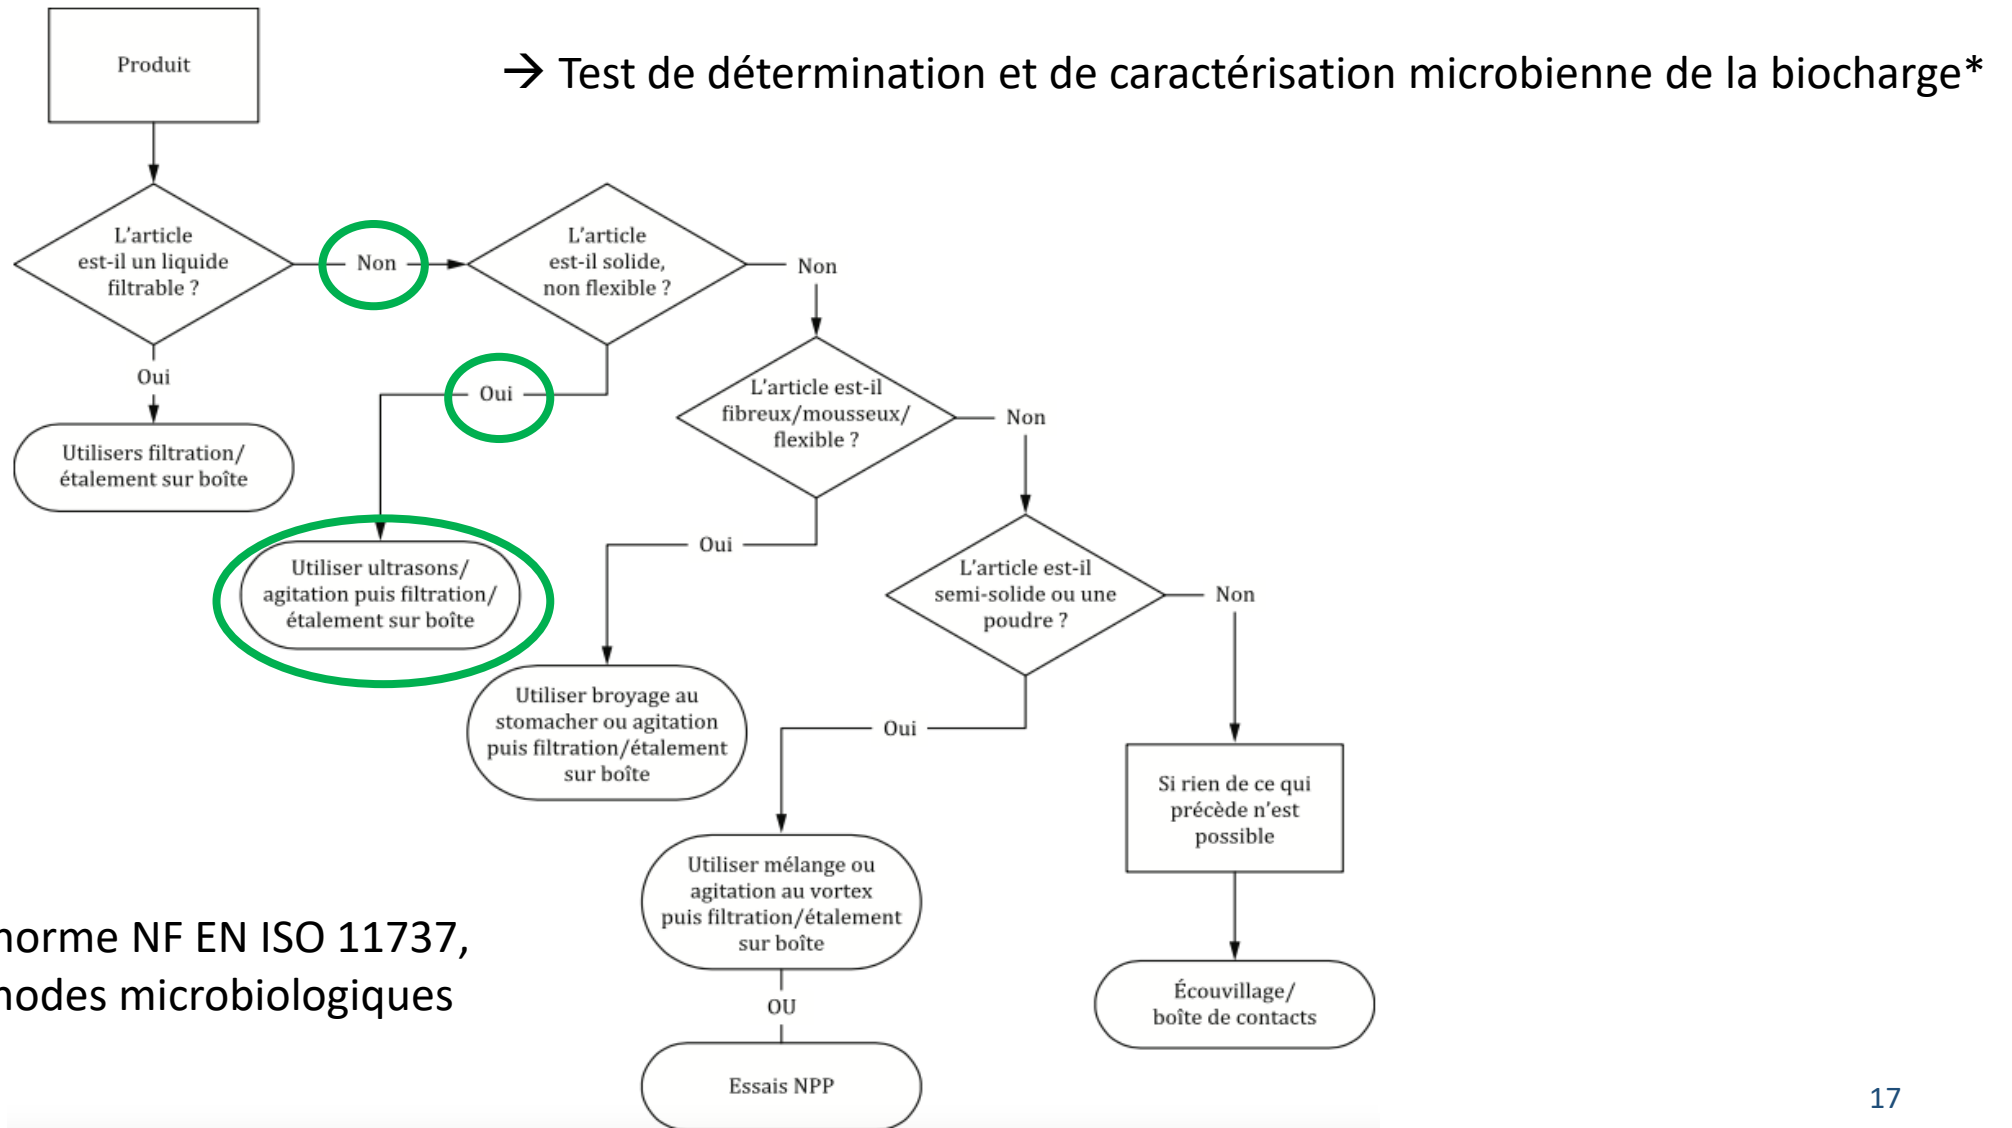 Produit
→ Test de détermination et de caractérisation microbienne de la biocharge*
L'article
est-il un liquide
filtrable ?
Non
L'article
est-il solide,
non flexible ?
Non
Oui
Utilisers filtration/
étalement sur boîte
Oui
Utiliser ultrasons/
agitation puis filtration/
étalement sur boîte
L'article est-il
fibreux/mousseux/
flexible ?
Non
Oui
Utiliser broyage au
stomacher ou agitation
puis filtration/étalement
sur boîte
L'article est-il
semi-solide ou une
poudre ?
Non
Oui
Utiliser mélange ou
agitation au vortex
puis filtration/étalement
sur boîte
OU
Essais NPP
Si rien de ce qui
précède n'est
possible
Écouvillage/
boîte de contacts
norme NF EN ISO 11737,
microbiologiques
17